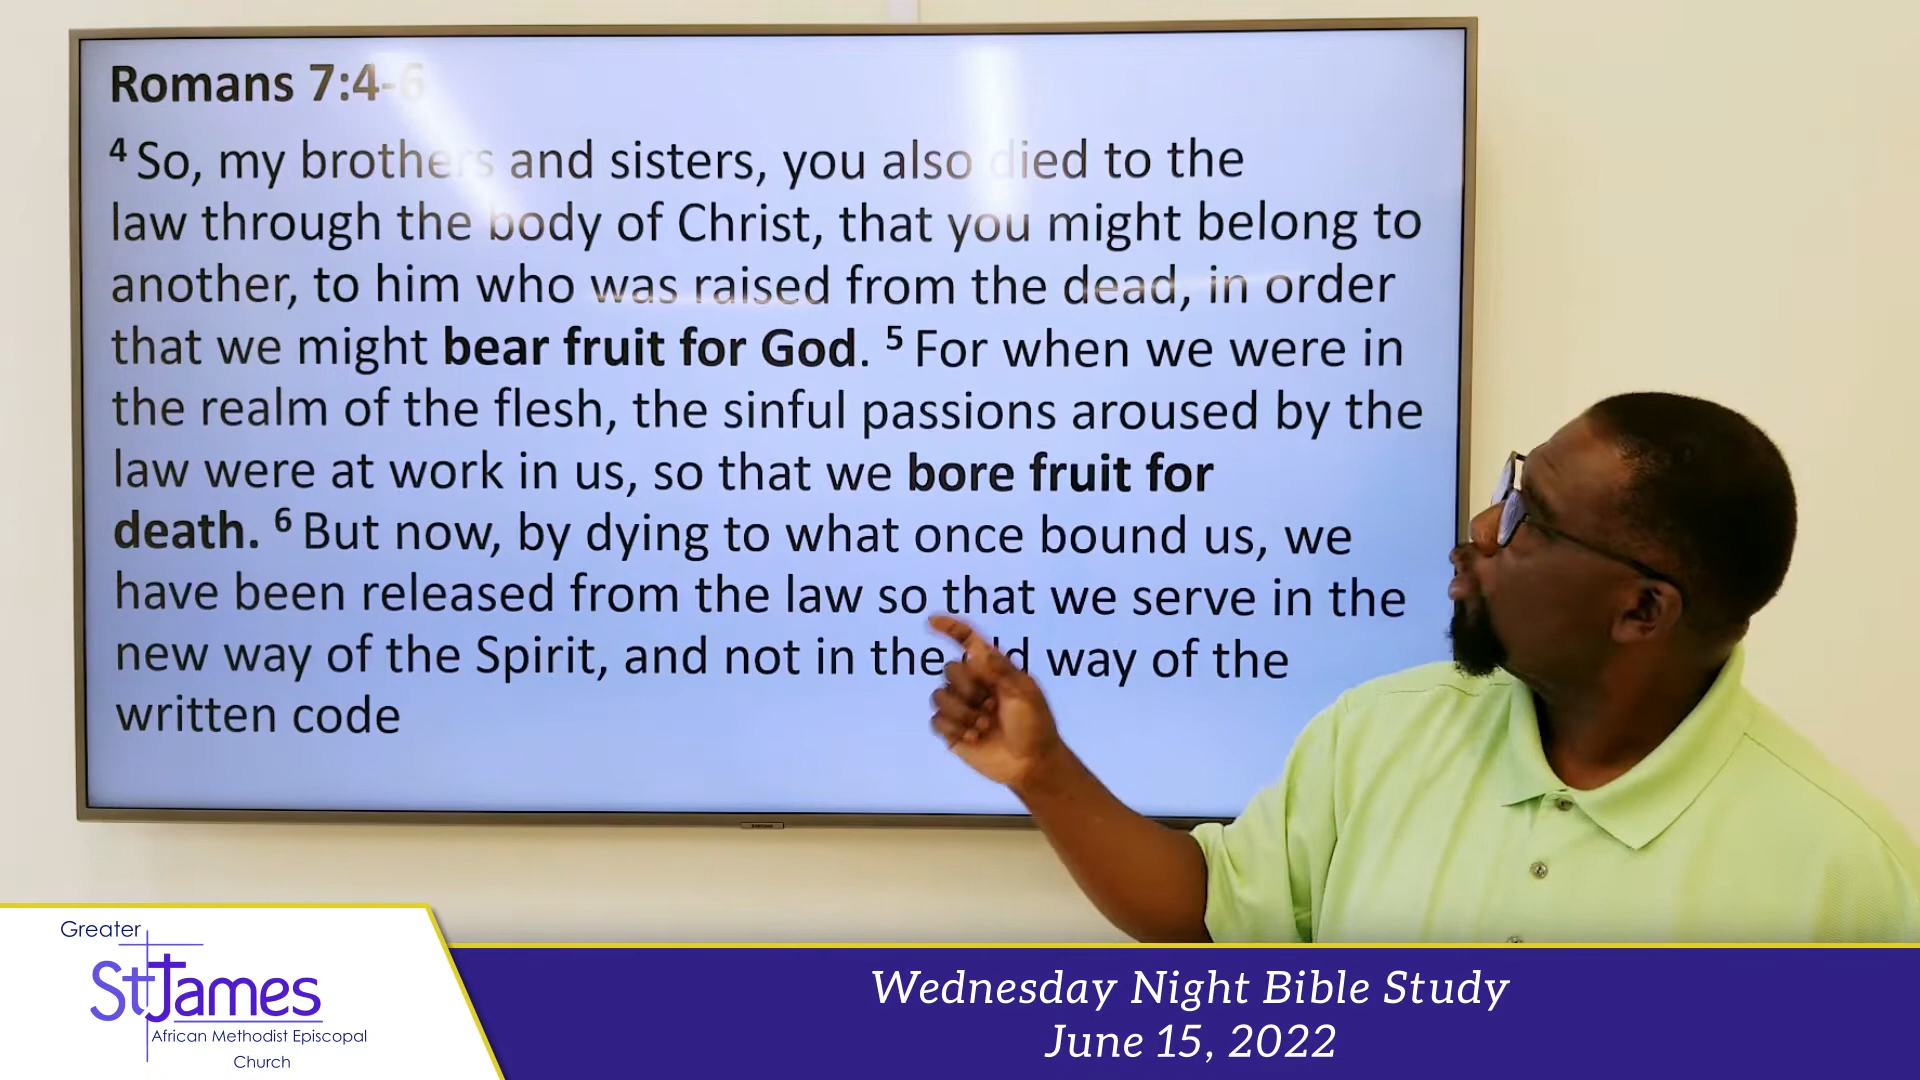 Romans 7:4-6
4 So, my brothers and sisters, you also died to the
law through the body of Christ, that you might belong to
another, to him who was raised from the dead, in order
that we might bear fruit for God. 5 For when we were in
the realm of the flesh, the sinful passions aroused by the
law were at work in us, so that we bore fruit for
death. 6 But now, by dying to what once bound us, we
have been released from the law so that we serve in the
new way of the Spirit, and not in the old way of the
written code
SAMSUNG
Greater
St James
African Methodist Episcopal
Church
Wednesday Night Bible Study
June 15, 2022